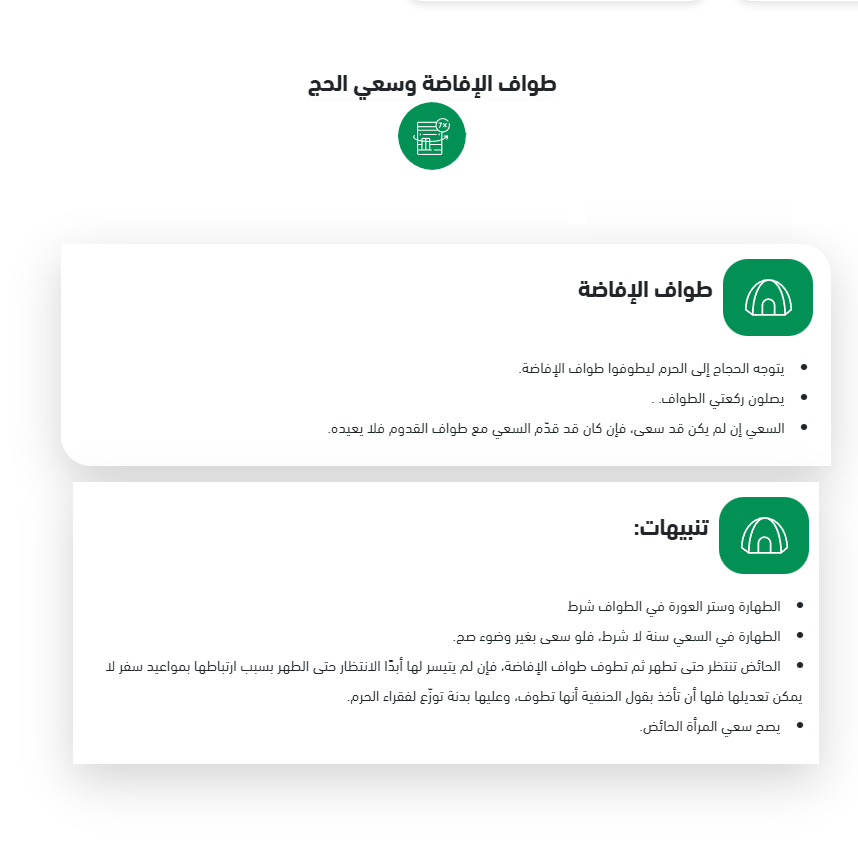 طواف الإفاضة وسعي الحج
7×
طواف الإفاضة
يتوجه الحجاج إلى الحرم ليطوفوا طواف الإفاضة.
يصلون ركعتي الطواف. .
السعي إن لم يكن قد سعى، فإن كان قد قدّم السعي مع طواف القدوم فلا يعيده.
تنبيهات:
الطهارة وستر العورة في الطواف شرط
الطهارة في السعي سنة لا شرط، فلو سعى بغير وضوء صح.
الحائض تنتظر حتى تطهر ثم تطوف طواف الإفاضة، فإن لم يتيسر لها أبدًا الانتظار حتى الطهر بسبب ارتباطها بمواعيد سفر لا
يمكن تعديلها فلها أن تأخذ بقول الحنفية أنها تطوف، وعليها بدنة توزّع لفقراء الحرم.
يصح سعي المرأة الحائض.